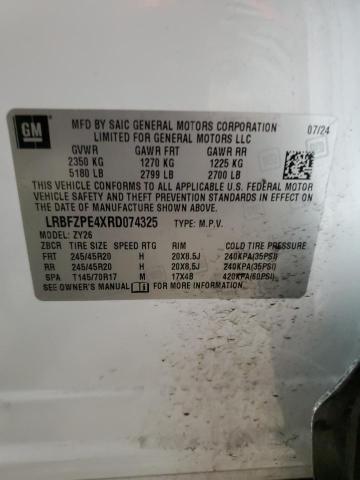 GM
MFD BY SAIC GENERAL MOTORS CORPORATION 07/24
LIMITED FOR GENERAL MOTORS LLC
GVWR GAWR FRT GAWR RR
2350 KG 1270 KG 1225 KG
5180 LB 2799 LB 2700 LB
THIS VEHICLE CONFORMS TO ALL APPLICABLE U.S. FEDERAL MOTOR
VEHICLE SAFETY AND THEFT PREVENTION STANDARDS IN EFFECT ON
THE DATE OF MANUFACTURE SHOWN ABOVE.
LRBFZPE4XRD074325 TYPE: M.P.V.
MODEL: ZY26
ZBCR TIRE SIZE SPEED RTG RIM COLD TIRE PRESSURE
FRT 245/45R20 H 20X8.5J 240KPA(35PSI)
RR 245/45R20 H 20X8.5J 240KPA(35PSI)
SPA T145/70R17 M 17X4B 420KPA(60PSI)
SEE OWNER'S MANUAL FOR MORE INFORMATION